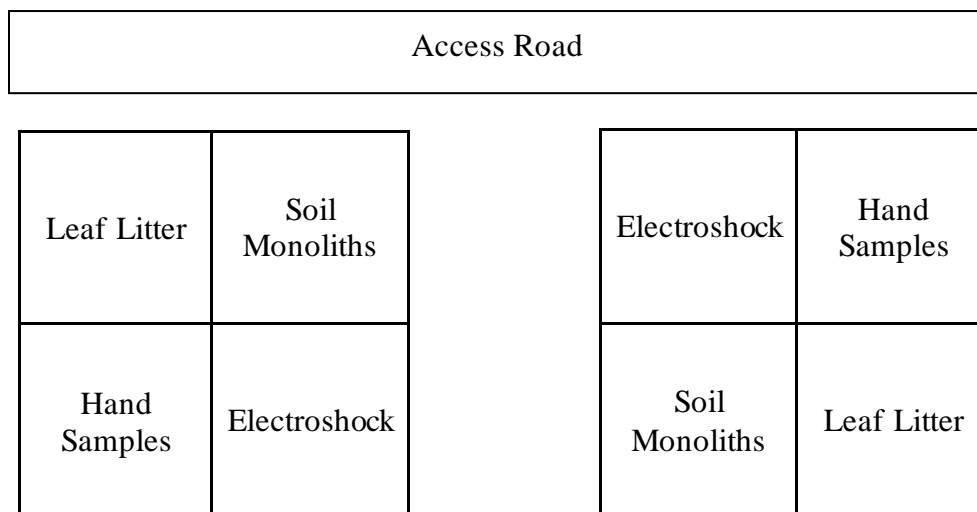 Access Road
Leaf Litter
Soil
Monoliths
Electroshock
Hand
Samples
Hand
Samples
Electroshock
Soil
Monoliths
Leaf Litter